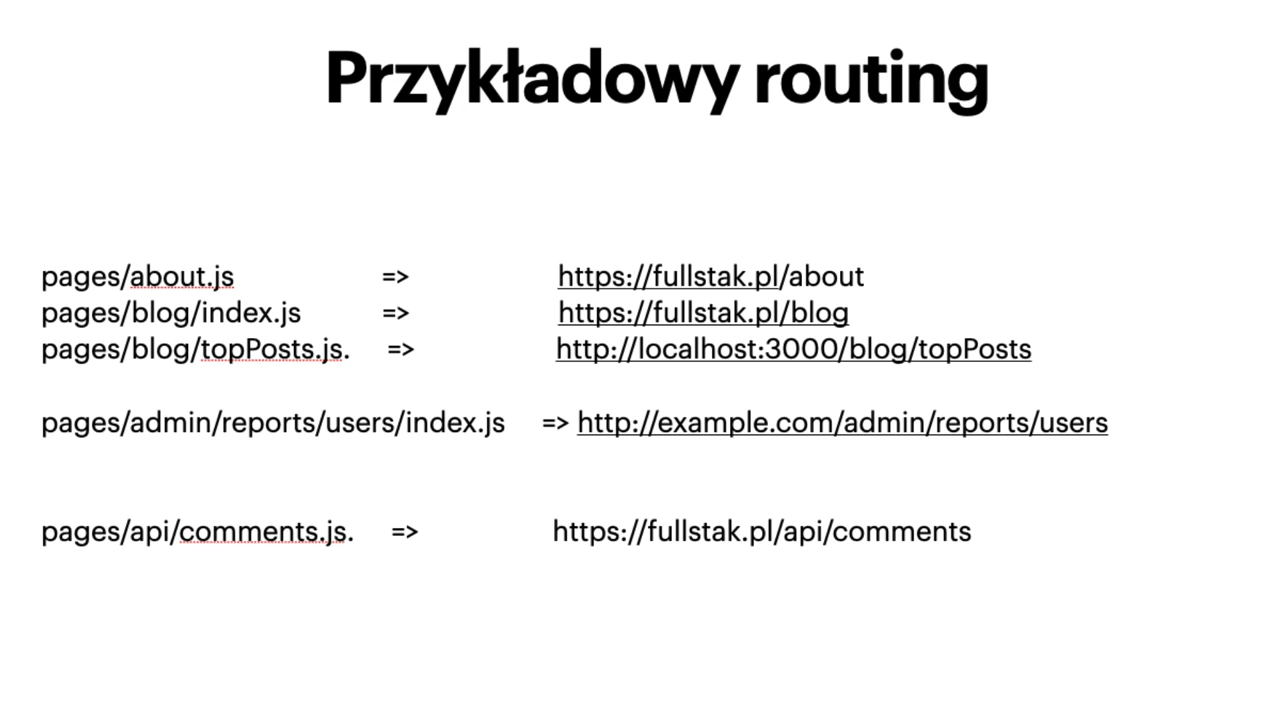 Przykładowy routing
pages/about.js => https://fullstak.pl/about
pages/blog/index.js => https://fullstak.pl/blog
pages/blog/topPosts.js. => http://localhost:3000/blog/topPosts
pages/admin/reports/users/index.js => http://example.com/admin/reports/users
pages/api/comments.js. => https://fullstak.pl/api/comments